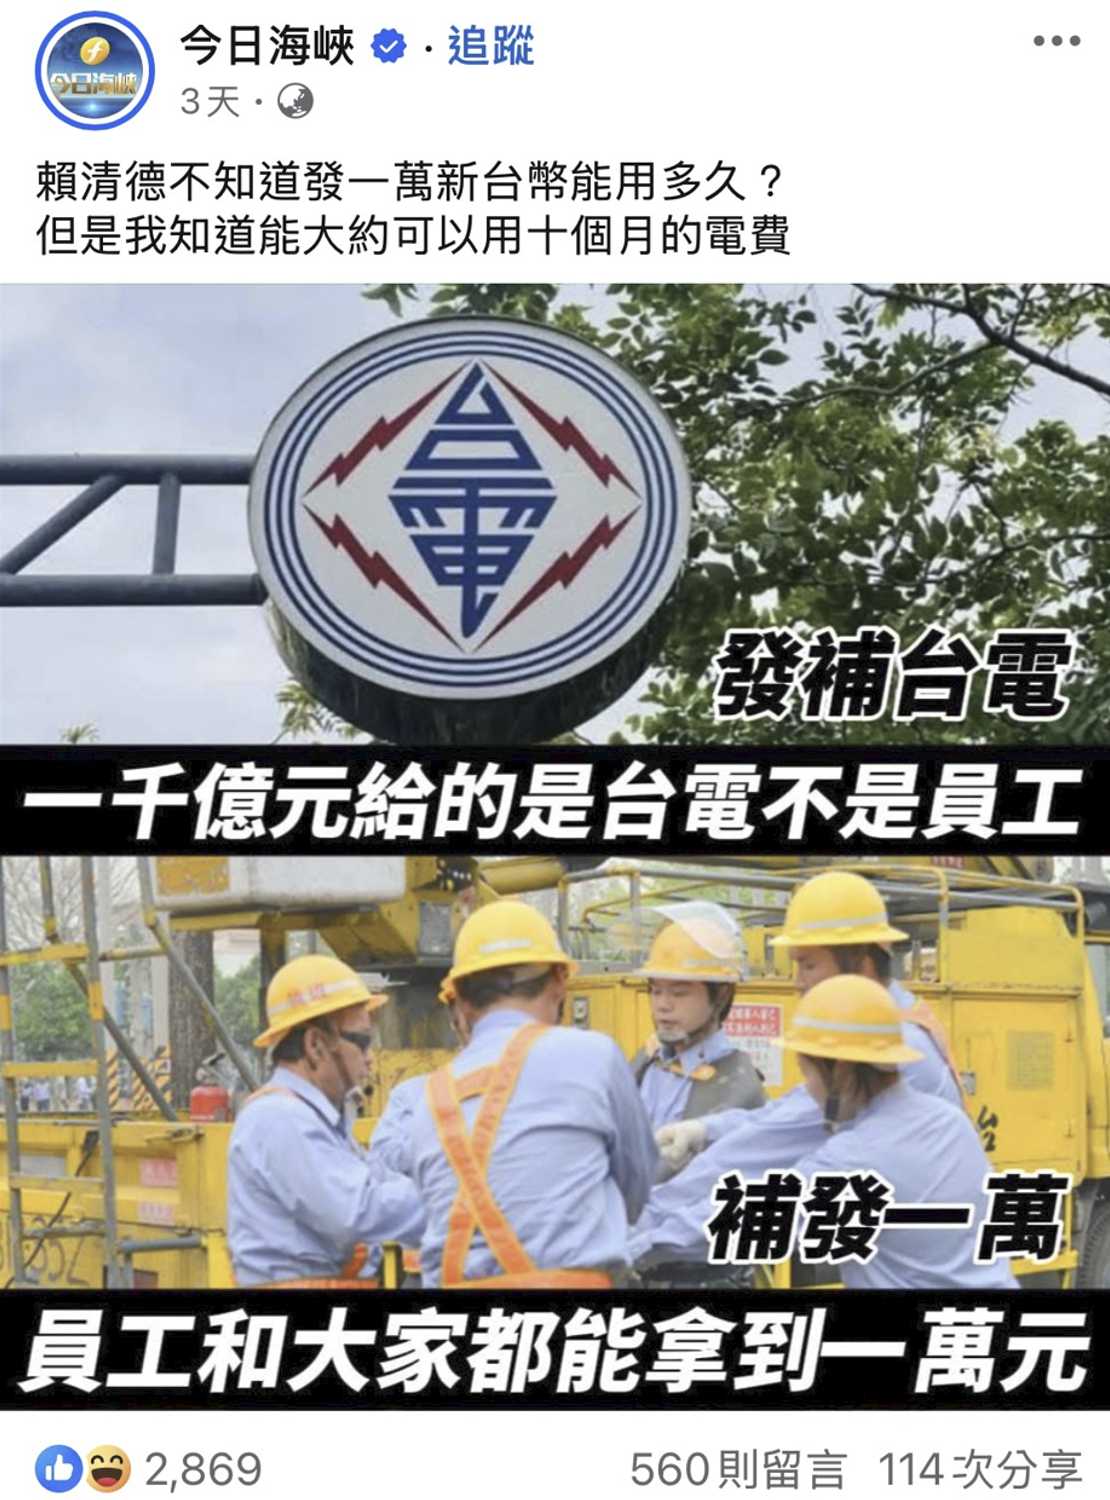 今日海峽 · 追蹤
3天 ·
賴清德不知道發一萬新台幣能用多久？
但是我知道能大約可以用十個月的電費
台電
發補台電
一千億元給的是台電不是員工
補發一萬
員工和大家都能拿到一萬元
2,869
560則留言 114次分享